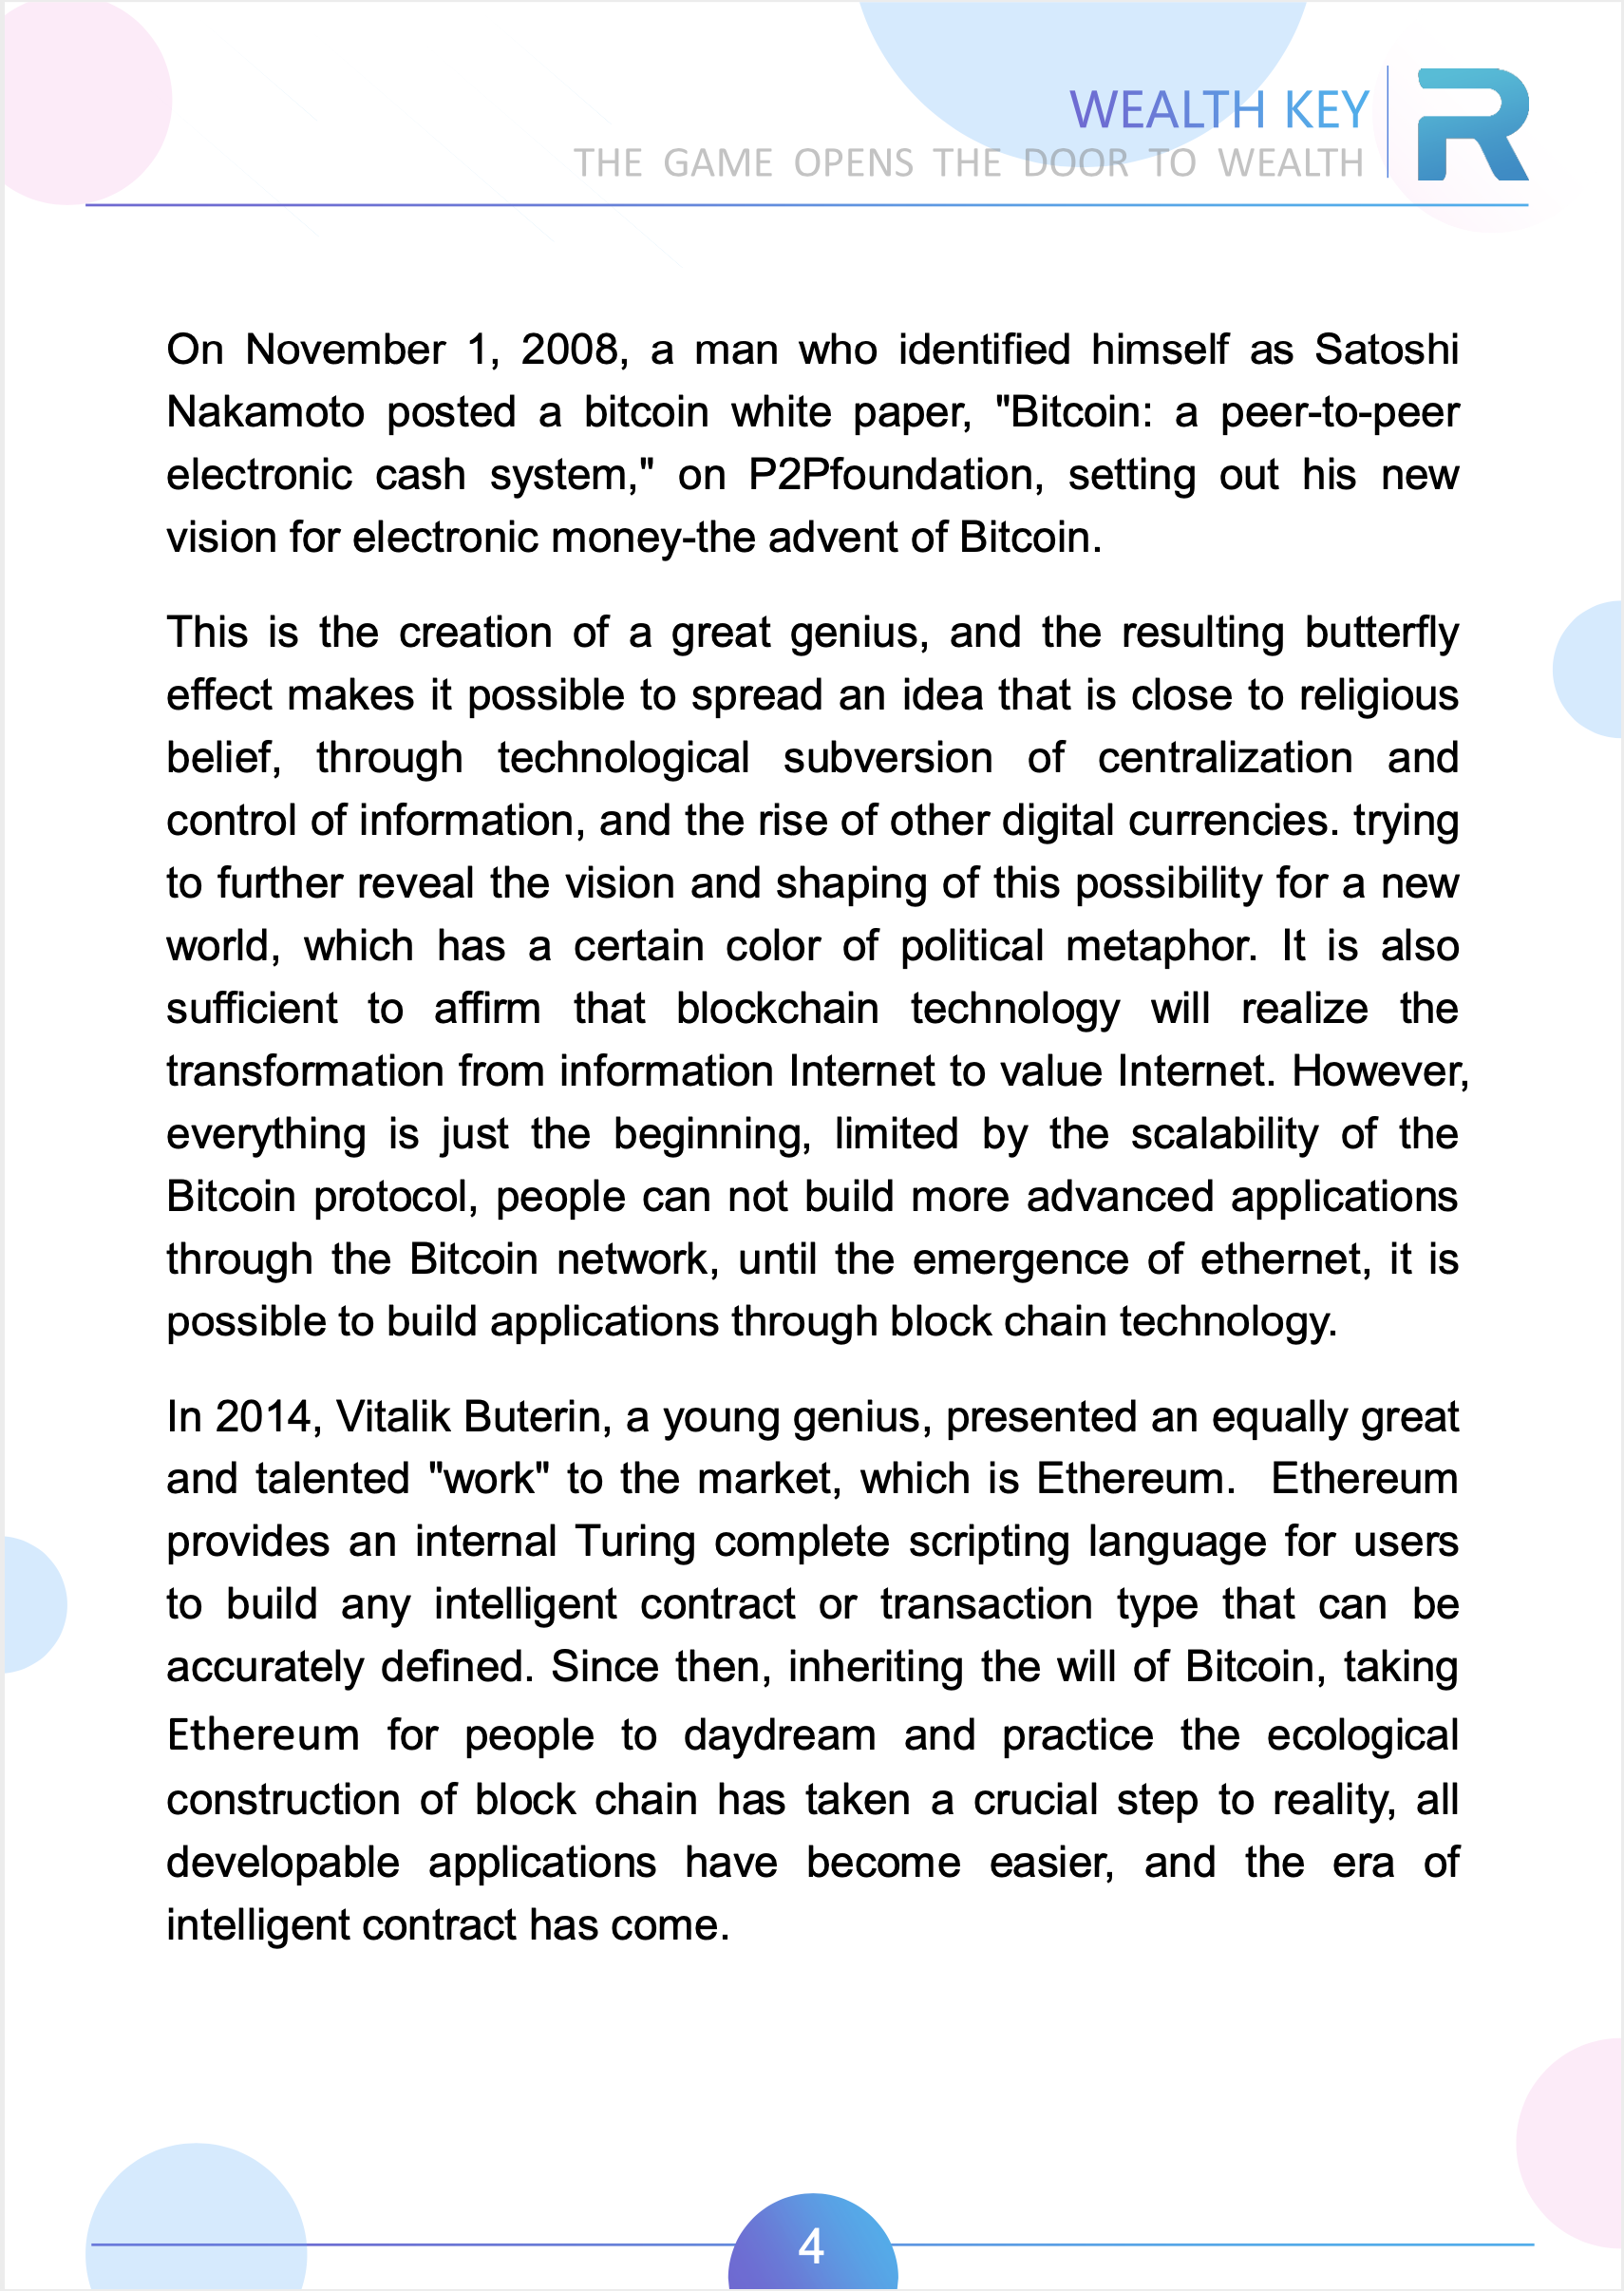 WEALTH KEY
THE GAME OPENS THE DOOR TO WEALTH
R
On November 1, 2008, a man who identified himself as Satoshi
Nakamoto posted a bitcoin white paper, "Bitcoin: a peer-to-peer
electronic cash system," on P2Pfoundation, setting out his new
vision for electronic money-the advent of Bitcoin.
This is the creation of a great genius, and the resulting butterfly
effect makes it possible to spread an idea that is close to religious
belief, through technological subversion of centralization and
control of information, and the rise of other digital currencies. trying
to further reveal the vision and shaping of this possibility for a new
world, which has a certain color of political metaphor. It is also
sufficient to affirm that blockchain technology will realize the
transformation from information Internet to value Internet. However,
everything is just the beginning, limited by the scalability of the
Bitcoin protocol, people can not build more advanced applications
through the Bitcoin network, until the emergence of ethernet, it is
possible to build applications through block chain technology.
In 2014, Vitalik Buterin, a young genius, presented an equally great
and talented "work" to the market, which is Ethereum.  Ethereum
provides an internal Turing complete scripting language for users
to build any intelligent contract or transaction type that can be
accurately defined. Since then, inheriting the will of Bitcoin, taking
Ethereum for people to daydream and practice the ecological
construction of block chain has taken a crucial step to reality, all
developable applications have become easier, and the era of
intelligent contract has come.
4